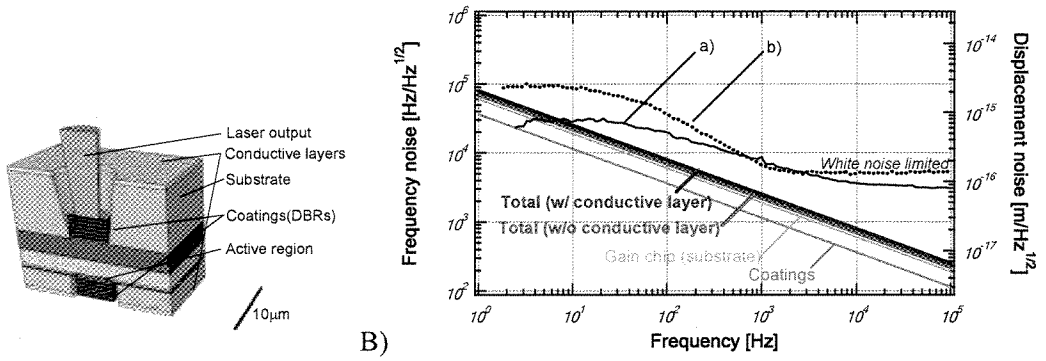 Laser output
Conductive layers
Substrate
Coatings(DBRs)
Active region
10μm
B)
Frequency noise [Hz/Hz^1/2]
10^6
10^5
10^4
10^3
10^2
a)
b)
White noise limited
Total (w/ conductive layer)
Total (w/o conductive layer)
Gain chip (substrate)
Coatings
10^-14
10^-15
10^-16
10^-17
Displacement noise [m/Hz^1/2]
10^0
10^1
10^2
10^3
10^4
10^5
Frequency [Hz]